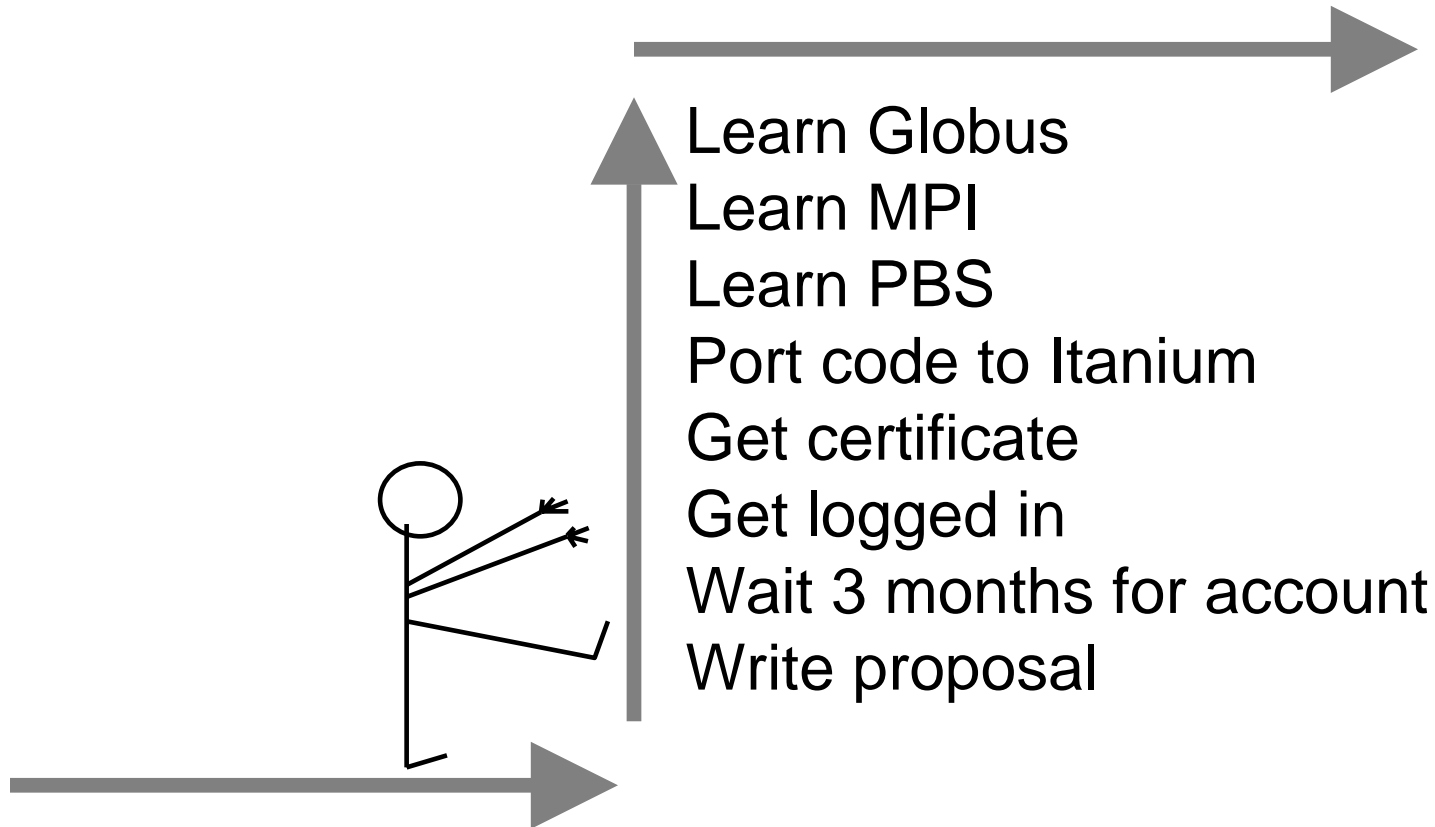 Learn Globus
Learn MPI
Learn PBS
Port code to Itanium
Get certificate
Get logged in
Wait 3 months for account
Write proposal